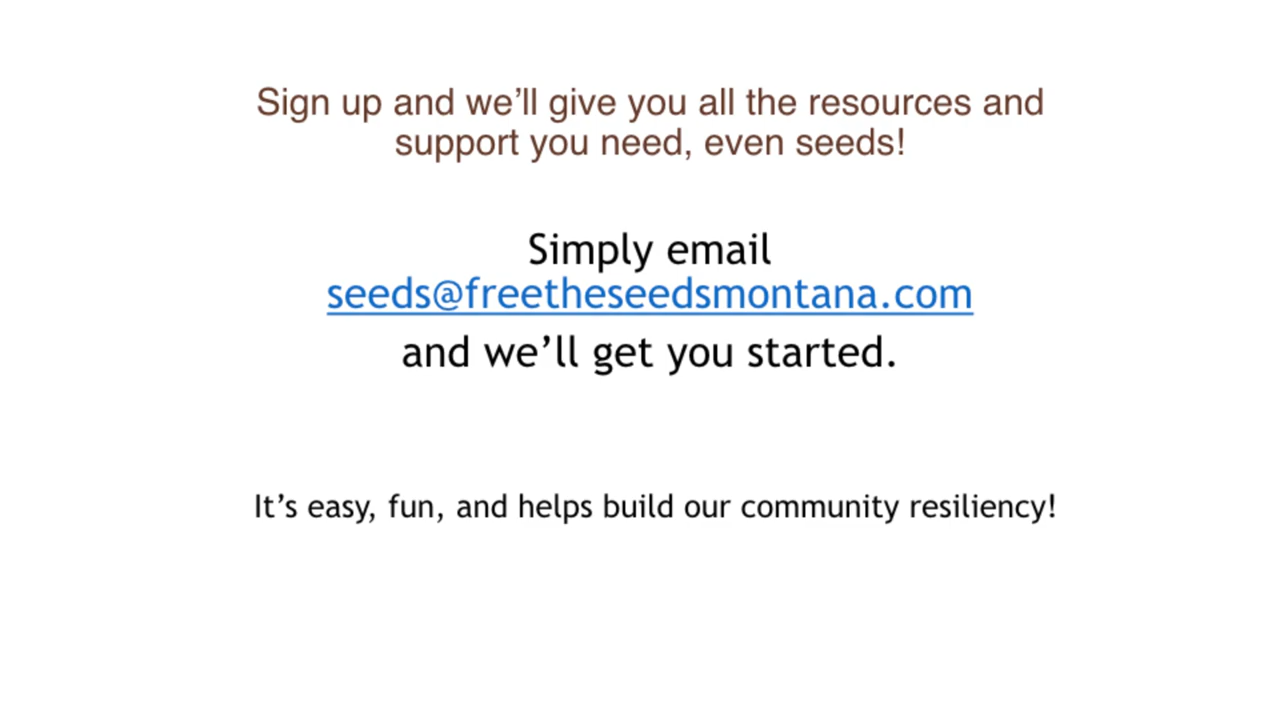 Sign up and we’ll give you all the resources and
support you need, even seeds!
Simply email
seeds@freetheseedsmontana.com
and we’ll get you started.
It’s easy, fun, and helps build our community resiliency!